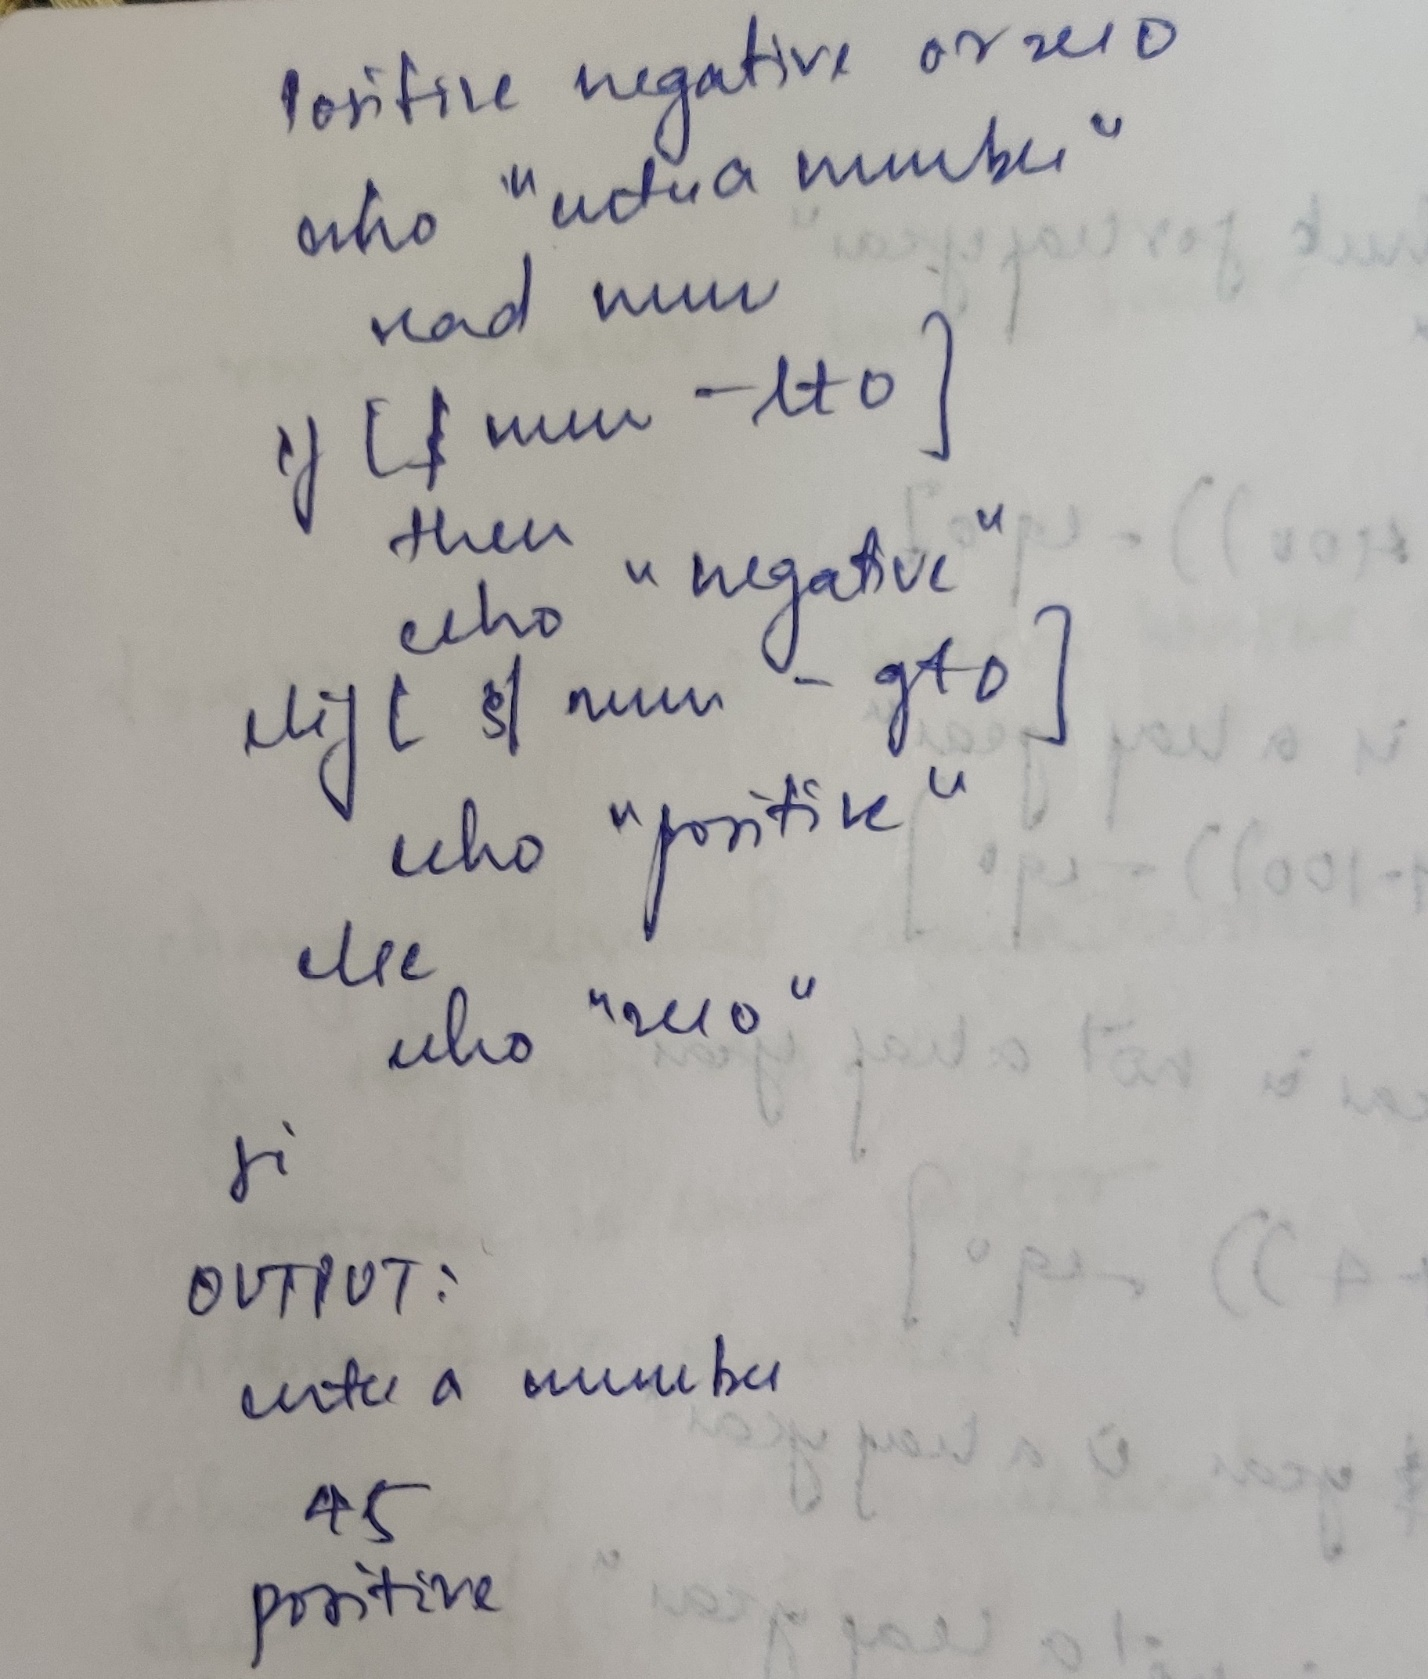 Positive negative or zero
echo "enter a number"
read num
if [ $ num -lt 0 ]
then
echo "negative"
elif [ $ num - gt 0 ]
echo "positive"
else
echo "zero"
fi
OUTPUT:
enter a number
45
positive